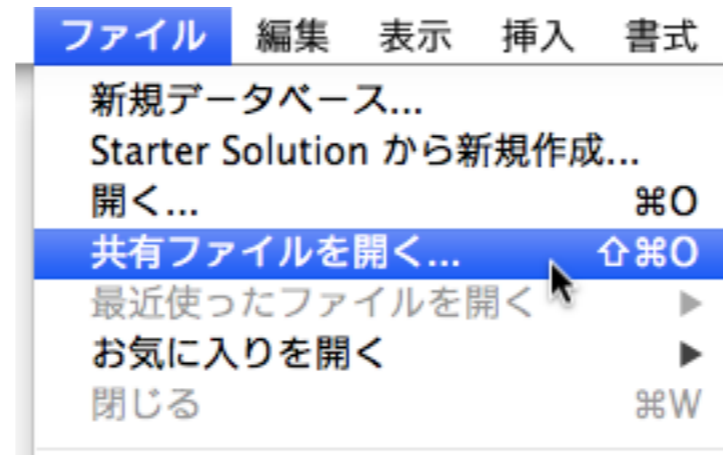 ファイル 編集 表示 挿入 書式
新規データベース...
Starter Solution から新規作成...
開く... ⌘O
共有ファイルを開く... ⇧⌘O
最近使ったファイルを開く ▶
お気に入りを開く ▶
閉じる ⌘W